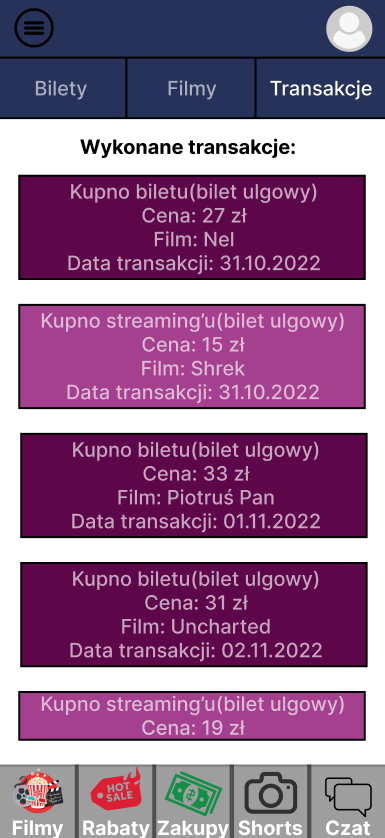 Bilety
Filmy
Transakcje
Wykonane transakcje:
Kupno biletu(bilet ulgowy)
Cena: 27 zł
Film: Nel
Data transakcji: 31.10.2022
Kupno streaming’u(bilet ulgowy)
Cena: 15 zł
Film: Shrek
Data transakcji: 31.10.2022
Kupno biletu(bilet ulgowy)
Cena: 33 zł
Film: Piotruś Pan
Data transakcji: 01.11.2022
Kupno biletu(bilet ulgowy)
Cena: 31 zł
Film: Uncharted
Data transakcji: 02.11.2022
Kupno streaming’u(bilet ulgowy)
Cena: 19 zł
HOT
SALE
Filmy
Rabaty
Zakupy
Shorts
Czat